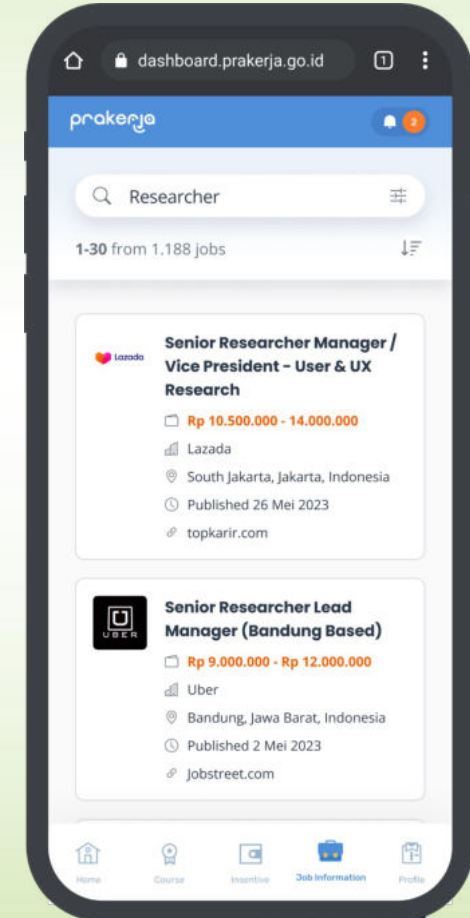 dashboard.prakerja.go.id
1
prakerja
2
Researcher
1-30 from 1.188 jobs
Lazada
Senior Researcher Manager /
Vice President - User & UX
Research
Rp 10.500.000 - 14.000.000
Lazada
South Jakarta, Jakarta, Indonesia
Published 26 Mei 2023
topkarir.com
UBER
Senior Researcher Lead
Manager (Bandung Based)
Rp 9.000.000 - Rp 12.000.000
Uber
Bandung, Jawa Barat, Indonesia
Published 2 Mei 2023
Jobstreet.com
Home Course Insentive Job Information Profile